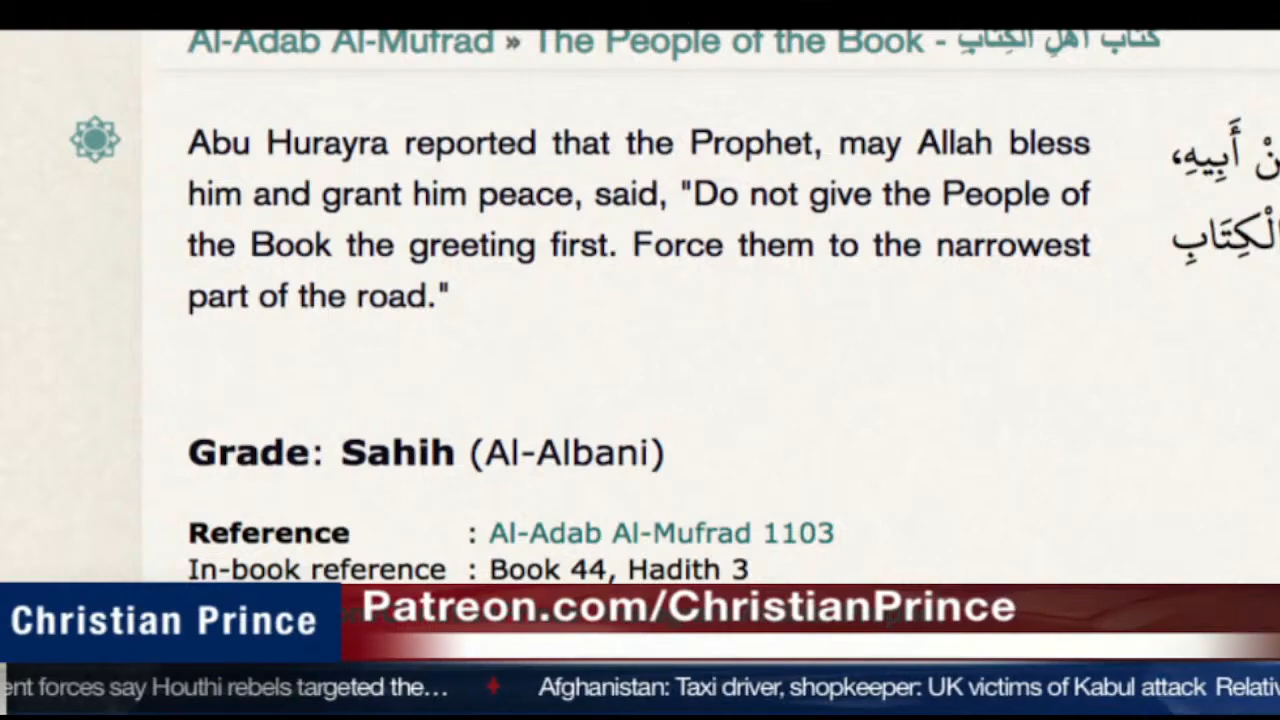 Al-Adab Al-Mufrad » The People of the Book - كتاب أهل الكتاب
Abu Hurayra reported that the Prophet, may Allah bless
him and grant him peace, said, "Do not give the People of
the Book the greeting first. Force them to the narrowest
part of the road."
نْ أَبِيهِ،
الْكِتَابِ
Grade: Sahih (Al-Albani)
Reference : Al-Adab Al-Mufrad 1103
In-book reference : Book 44, Hadith 3
Christian Prince
Patreon.com/ChristianPrince
ent forces say Houthi rebels targeted the... Afghanistan: Taxi driver, shopkeeper: UK victims of Kabul attack Relati